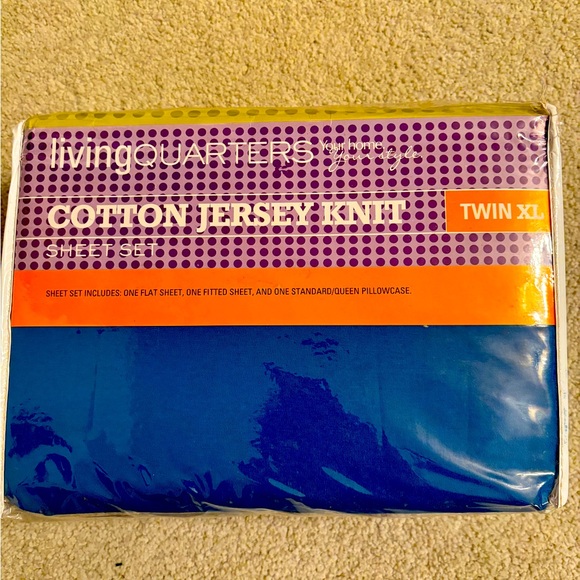 livingQUARTERS Your home Your style
COTTON JERSEY KNIT TWIN XL
SHEET SET
SHEET SET INCLUDES: ONE FLAT SHEET, ONE FITTED SHEET, AND ONE STANDARD/QUEEN PILLOWCASE.